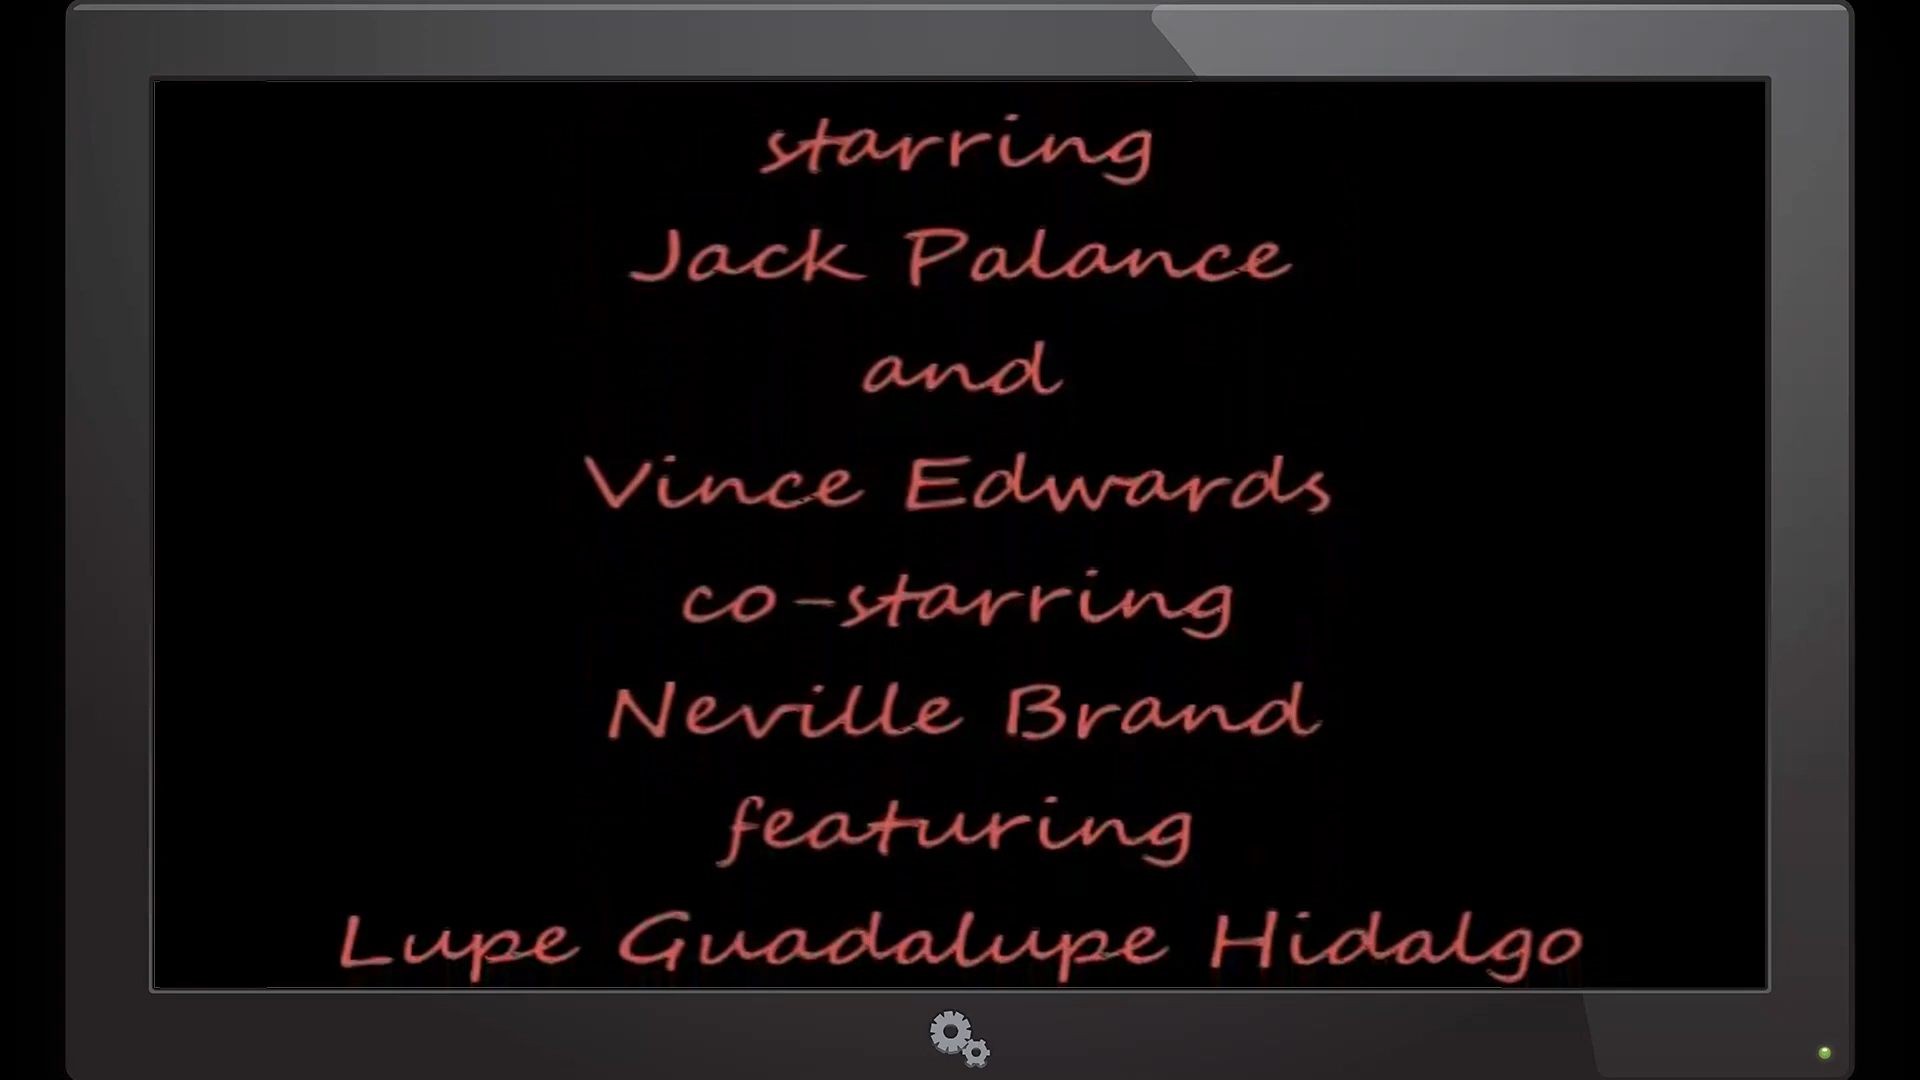 starring
Jack Palance
and
Vince Edwards
co-starring
Neville Brand
featuring
Lupe Guadalupe Hidalgo